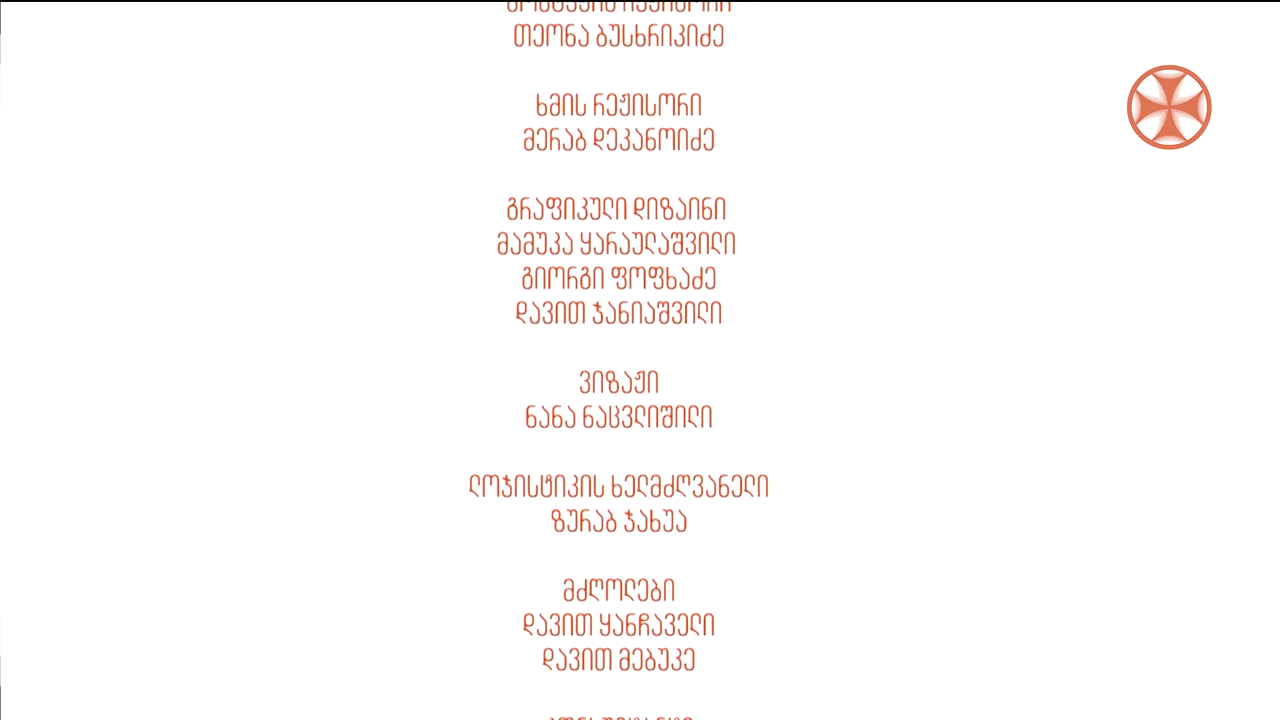 თეონა ბუსხრიკიძე
ხმის რეჟისორი
მერაბ დეკანოიძე
გრაფიკული დიზაინი
მამუკა ყარაულაშვილი
გიორგი ფოფხაძე
დავით ჯანიაშვილი
ვიზაჟი
ნანა ნაცვლიშილი
ლოჯისტიკის ხელმძღვანელი
ზურაბ ჯახუა
მძღოლები
დავით ყანჩაველი
დავით მებუკე